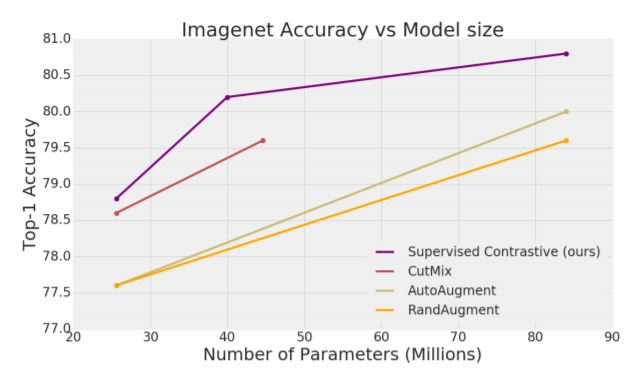 Imagenet Accuracy vs Model size
81.0
80.5
80.0
79.5
79.0
78.5
78.0
77.5
77.0
Top-1 Accuracy
Supervised Contrastive (ours)
CutMix
AutoAugment
RandAugment
20 30 40 50 60 70 80 90
Number of Parameters (Millions)